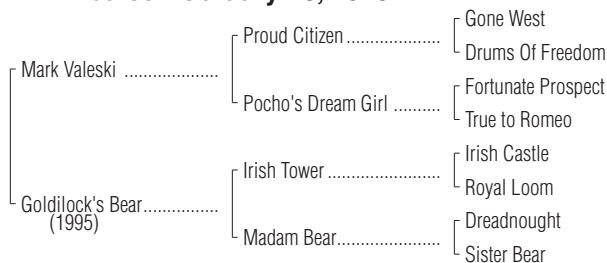 Gone West
Proud Citizen ....................
Drums Of Freedom
Mark Valeski ....................
Fortunate Prospect
Pocho's Dream Girl ..........
True to Romeo
Irish Castle
Irish Tower ........................
Royal Loom
Goldilock's Bear................
(1995)
Dreadnought
Madam Bear......................
Sister Bear